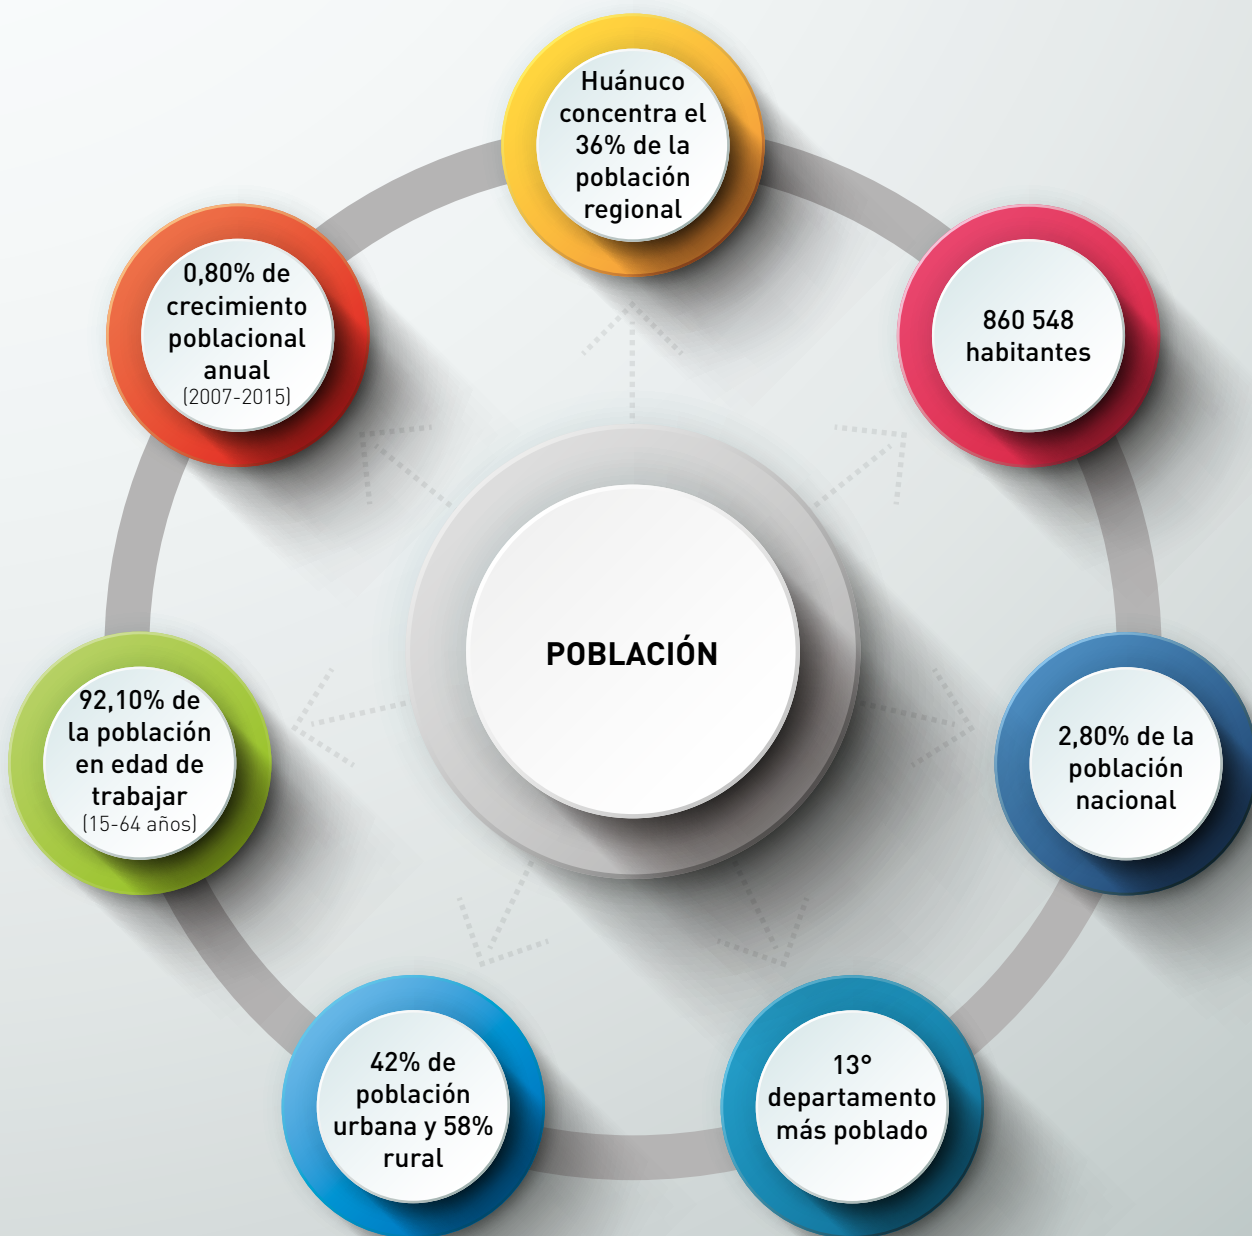 Huánuco
concentra el
36% de la
población
regional
860 548
habitantes
2,80% de la
población
nacional
13°
departamento
más poblado
42% de
población
urbana y 58%
rural
92,10% de
la población
en edad de
trabajar
(15-64 años)
0,80% de
crecimiento
poblacional
anual
(2007-2015)
POBLACIÓN